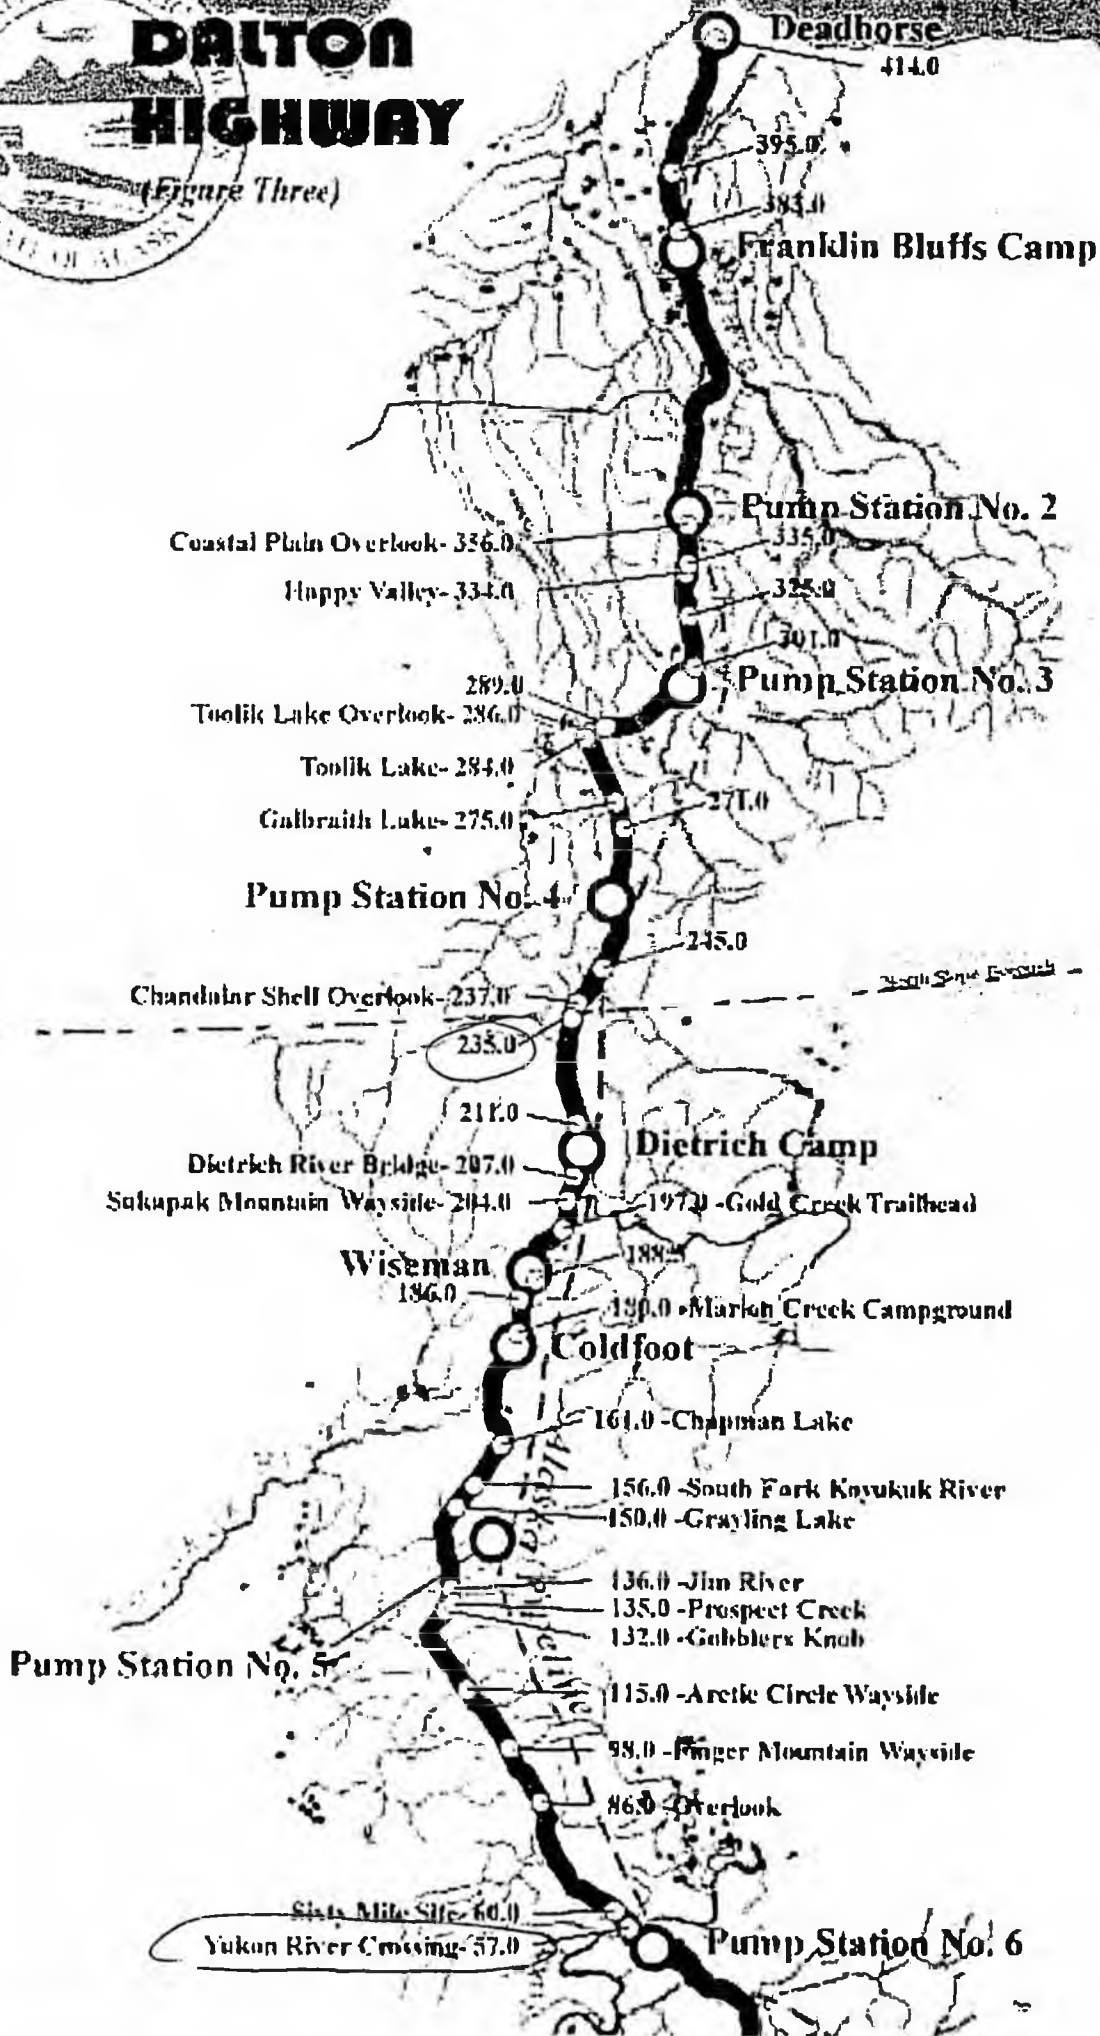 DALTON
HIGHWAY
(Figure Three)
Deadhorse
414.0
395.0
383.0
Franklin Bluffs Camp
Pump Station No. 2
Coastal Plain Overlook- 356.0
335.0
Happy Valley- 334.0
325.0
301.0
Pump Station No. 3
289.0
Toolik Lake Overlook- 286.0
Toolik Lake- 284.0
271.0
Galbraith Lake- 275.0
Pump Station No. 4
245.0
North Slope Borough
Chandalar Shelf Overlook- 237.0
235.0
211.0
Dietrich Camp
Dietrich River Bridge- 207.0
Sukapak Mountain Wayside- 204.0
197.0 -Gold Creek Trailhead
Wiseman
188.5
186.0
180.0 -Marion Creek Campground
Coldfoot
161.0 -Chapman Lake
156.0 -South Fork Koyukuk River
150.0 -Grayling Lake
136.0 -Jim River
135.0 -Prospect Creek
132.0 -Gobblers Knob
Pump Station No. 5
115.0 -Arctic Circle Wayside
98.0 -Finger Mountain Wayside
86.0 -Overlook
Sixty Mile Site- 60.0
Yukon River Crossing- 57.0
Pump Station No. 6